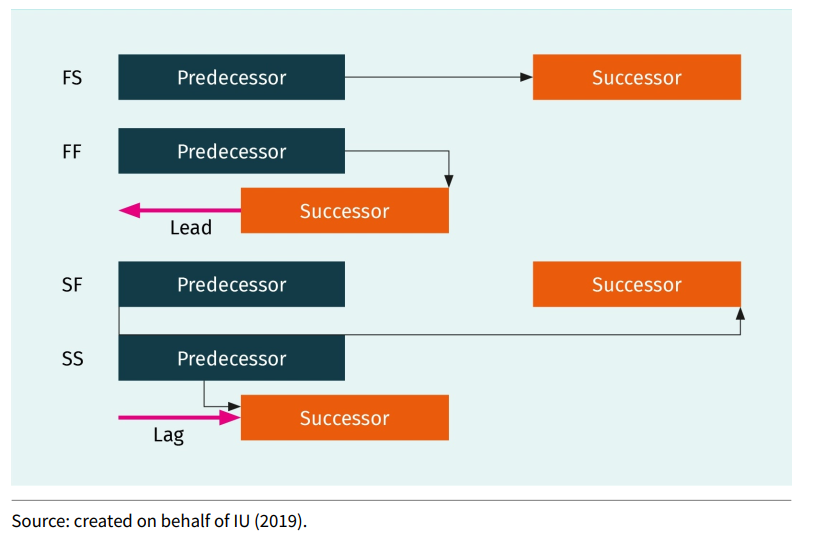 FS Predecessor Successor
FF Predecessor
Successor
Lead
SF Predecessor Successor
SS Predecessor
Successor
Lag
Source: created on behalf of IU (2019).